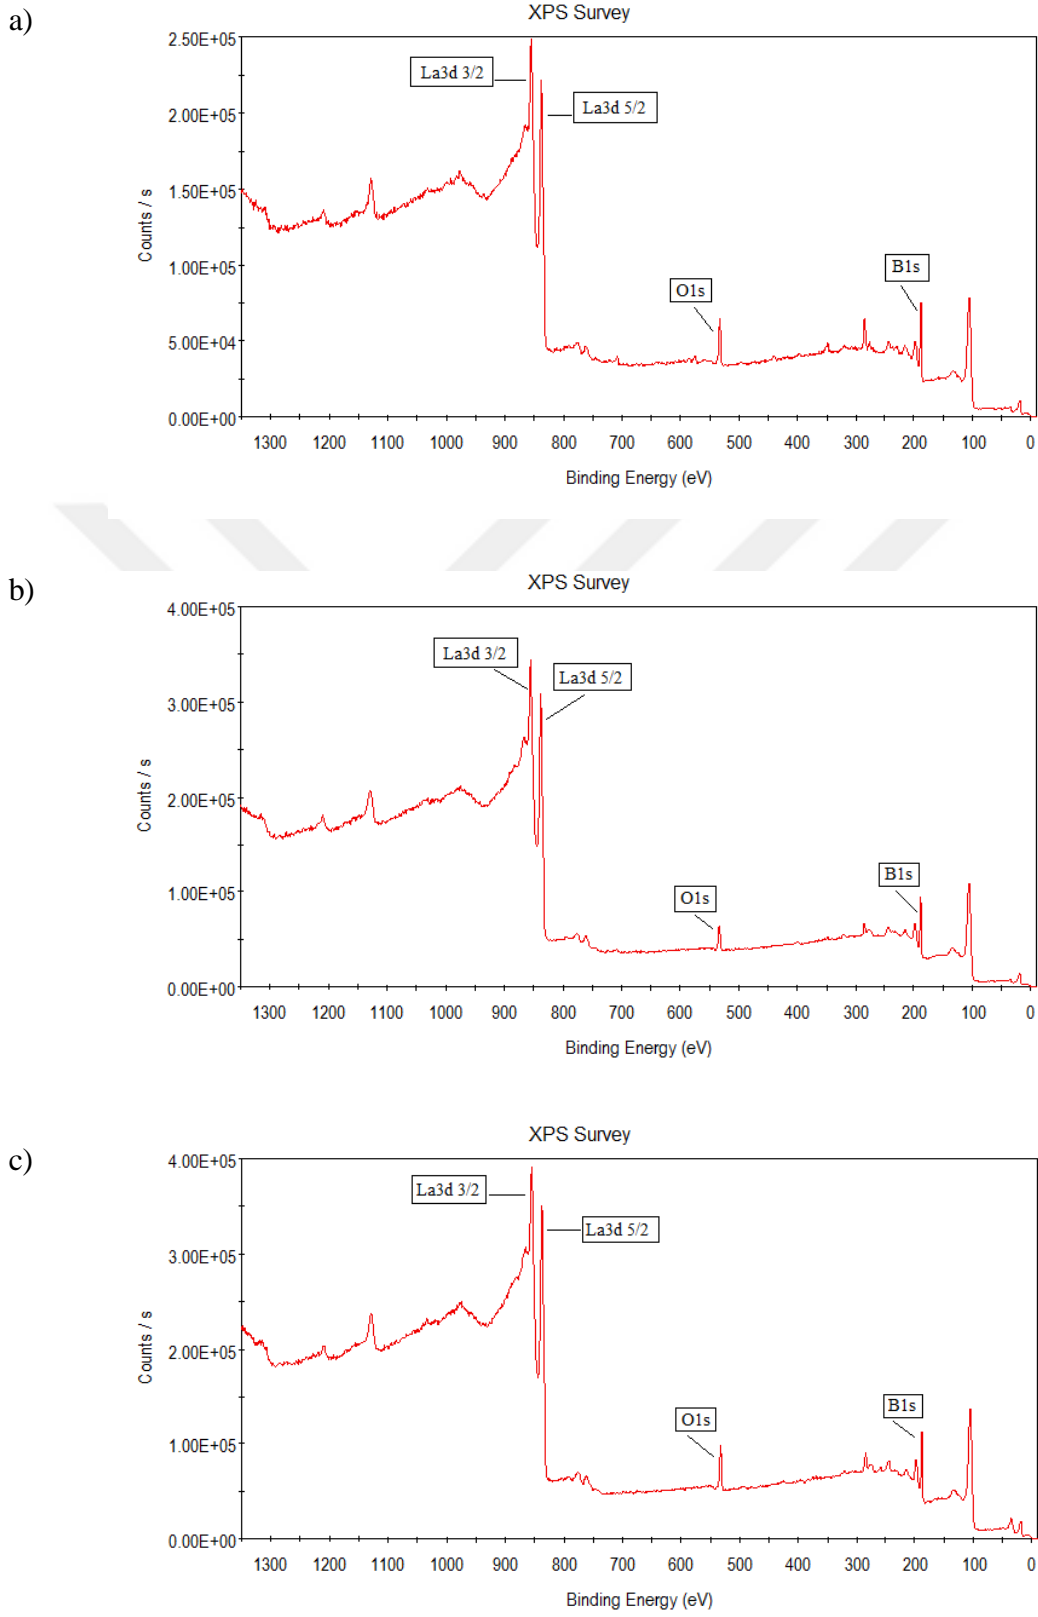 a)
XPS Survey
2.50E+05
La3d 3/2
La3d 5/2
2.00E+05
1.50E+05
Counts / s
1.00E+05
B1s
O1s
5.00E+04
0.00E+00
1300 1200 1100 1000 900 800 700 600 500 400 300 200 100 0
Binding Energy (eV)
b)
XPS Survey
4.00E+05
La3d 3/2
La3d 5/2
3.00E+05
Counts / s
2.00E+05
B1s
O1s
1.00E+05
0.00E+00
1300 1200 1100 1000 900 800 700 600 500 400 300 200 100 0
Binding Energy (eV)
c)
XPS Survey
4.00E+05
La3d 3/2
La3d 5/2
3.00E+05
Counts / s
2.00E+05
B1s
O1s
1.00E+05
0.00E+00
1300 1200 1100 1000 900 800 700 600 500 400 300 200 100 0
Binding Energy (eV)